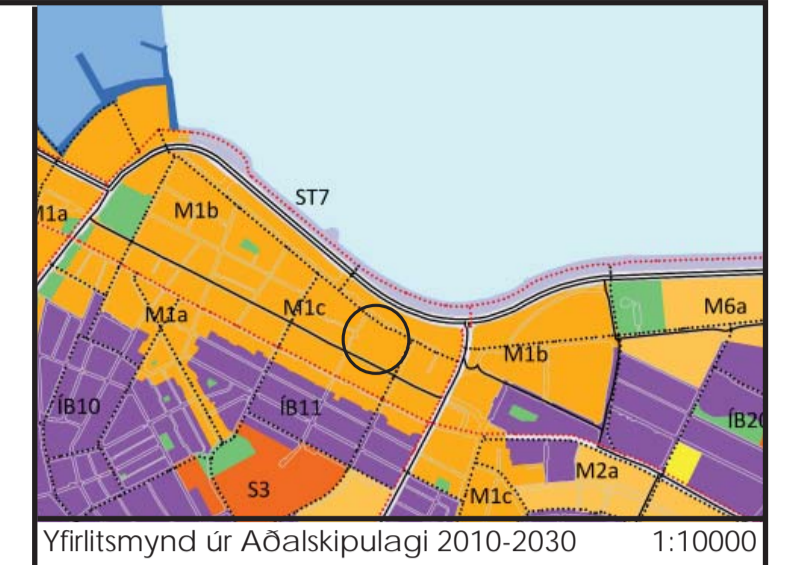 ST7
M1b
M1a
M1c
M6a
M1a
M1b
ÍB10
ÍB11
ÍB20
M2a
S3
M1c
Yfirlitsmynd úr Aðalskipulagi 2010-2030 1:10000